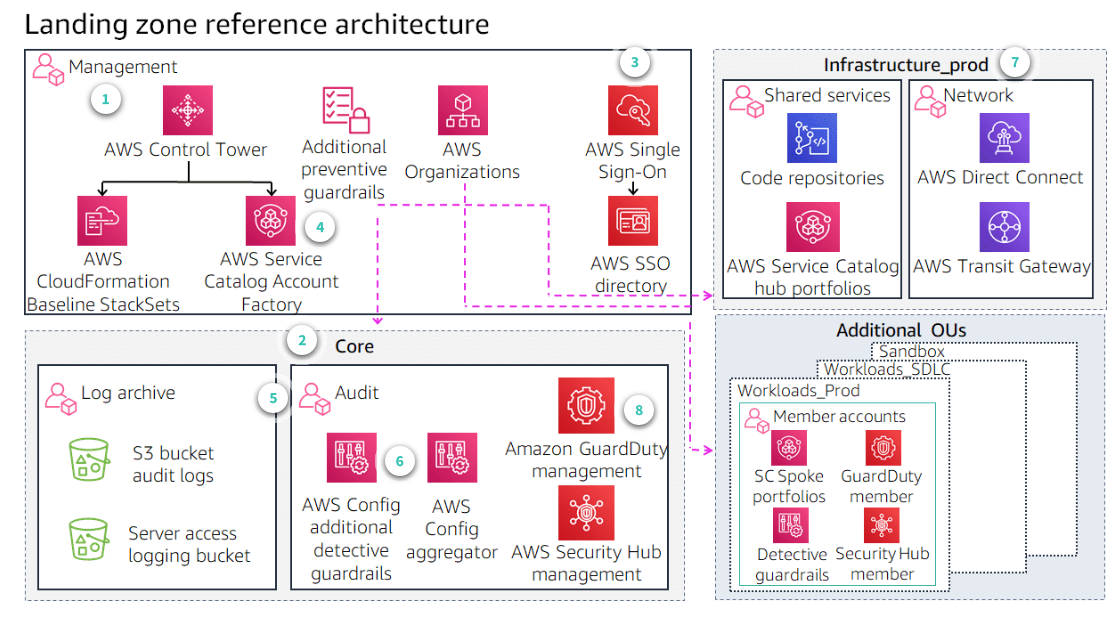 Landing zone reference architecture
Management
1
3
AWS Control Tower
Additional
preventive
guardrails
AWS
Organizations
AWS Single
Sign-On
4
AWS
CloudFormation
Baseline StackSets
AWS Service
Catalog Account
Factory
AWS SSO
directory
Infrastructure_prod
7
Shared services
Code repositories
AWS Service Catalog
hub portfolios
Network
AWS Direct Connect
AWS Transit Gateway
2
Core
Log archive
S3 bucket
audit logs
Server access
logging bucket
5
Audit
6
AWS Config
additional
detective
guardrails
AWS
Config
aggregator
8
Amazon GuardDuty
management
AWS Security Hub
management
Additional OUs
Sandbox
Workloads_SDLC
Workloads_Prod
Member accounts
SC Spoke
portfolios
GuardDuty
member
Detective
guardrails
Security Hub
member